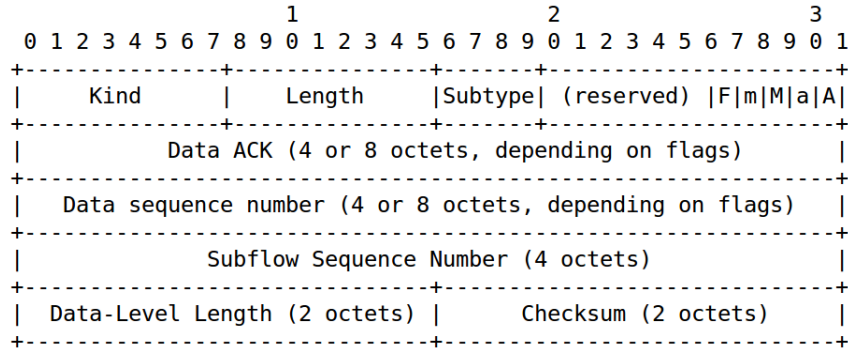 1                   2                   3
 0 1 2 3 4 5 6 7 8 9 0 1 2 3 4 5 6 7 8 9 0 1 2 3 4 5 6 7 8 9 0 1
+---------------+---------------+-------+----------------------+
|     Kind      |    Length     |Subtype| (reserved) |F|m|M|a|A|
+---------------+---------------+-------+----------------------+
|           Data ACK (4 or 8 octets, depending on flags)       |
+--------------------------------------------------------------+
|   Data sequence number (4 or 8 octets, depending on flags)   |
+--------------------------------------------------------------+
|              Subflow Sequence Number (4 octets)              |
+-------------------------------+------------------------------+
|  Data-Level Length (2 octets) |      Checksum (2 octets)     |
+-------------------------------+------------------------------+